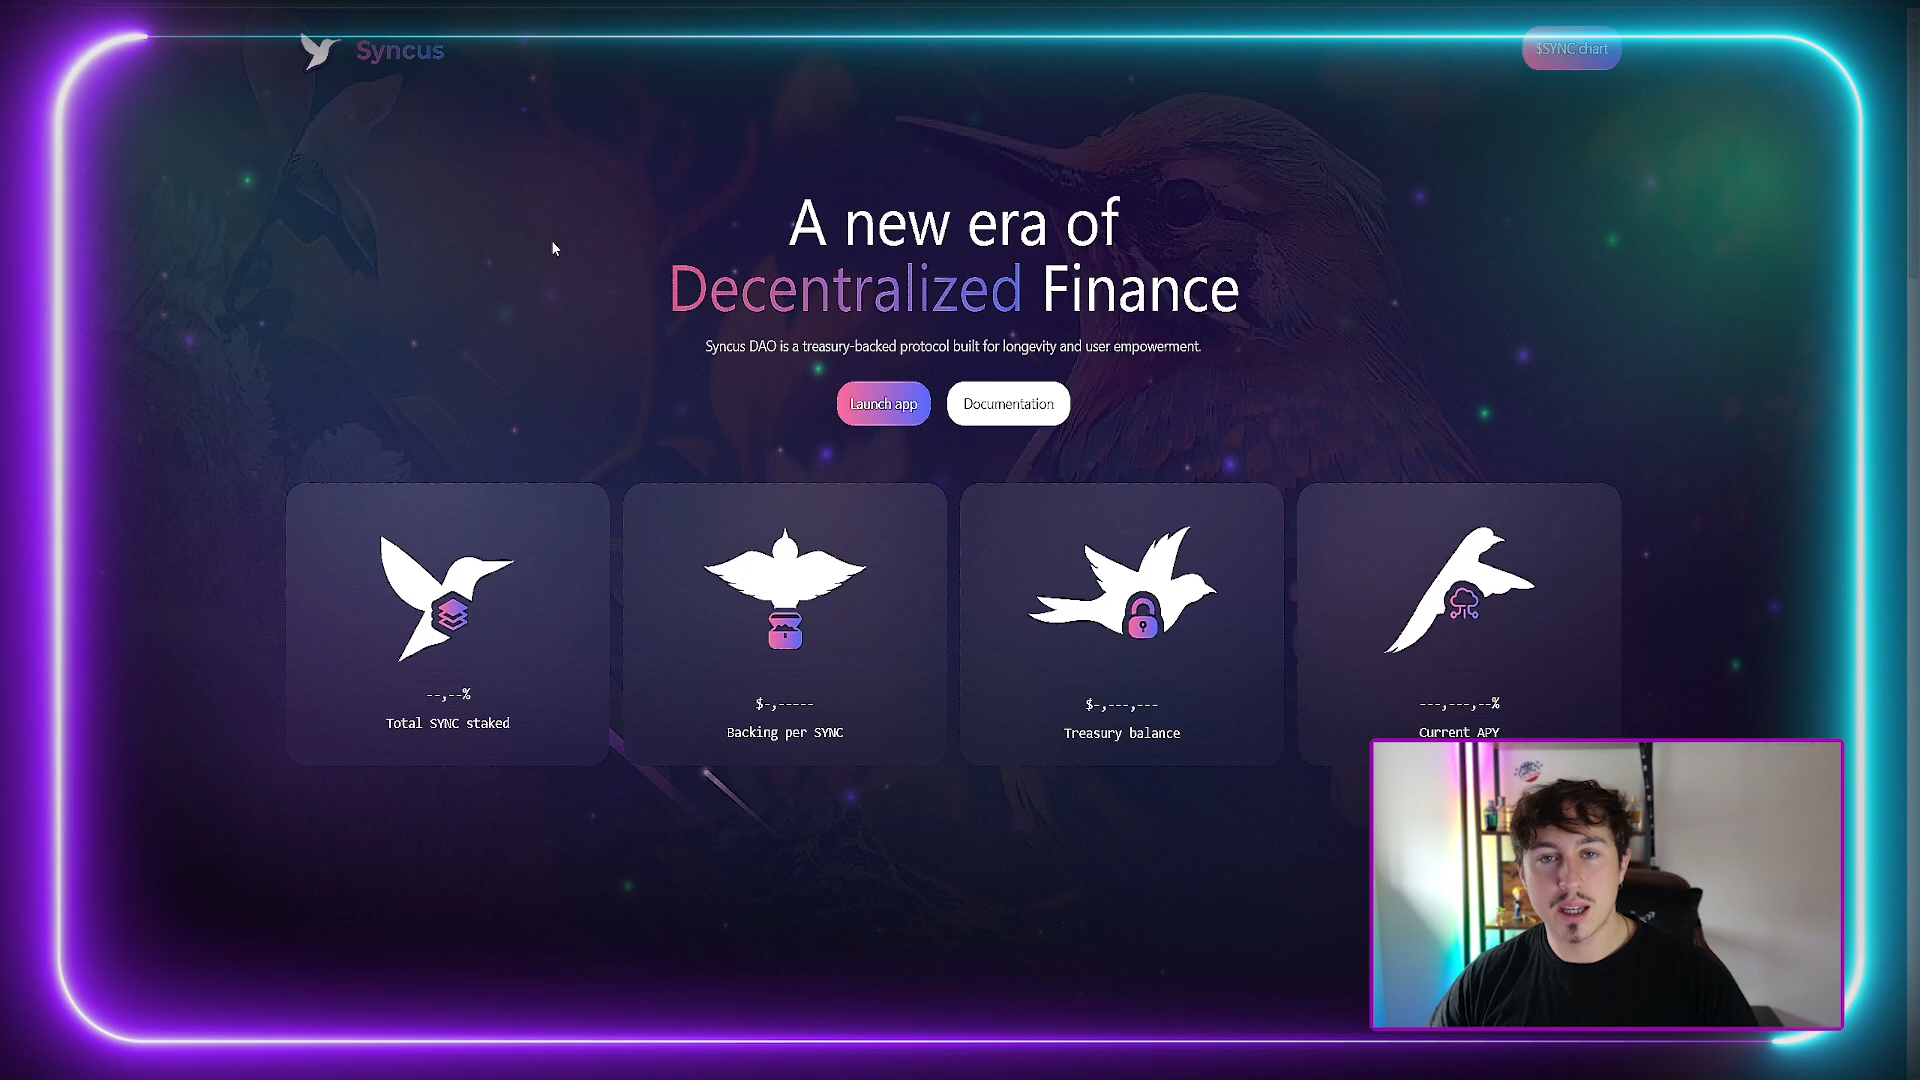 Syncus
$SYNC chart
A new era of
Decentralized Finance
Syncus DAO is a treasury-backed protocol built for longevity and user empowerment.
Launch app
Documentation
--,--%
Total SYNC staked
$-,-----
Backing per SYNC
$-,---,---
Treasury balance
---,---,--%
Current APY